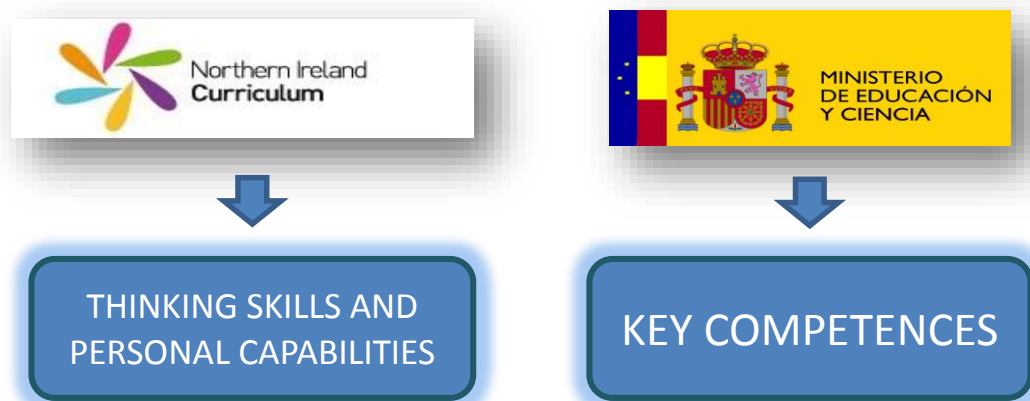 Northern Ireland
Curriculum
MINISTERIO
DE EDUCACIÓN
Y CIENCIA
THINKING SKILLS AND
PERSONAL CAPABILITIES
KEY COMPETENCES